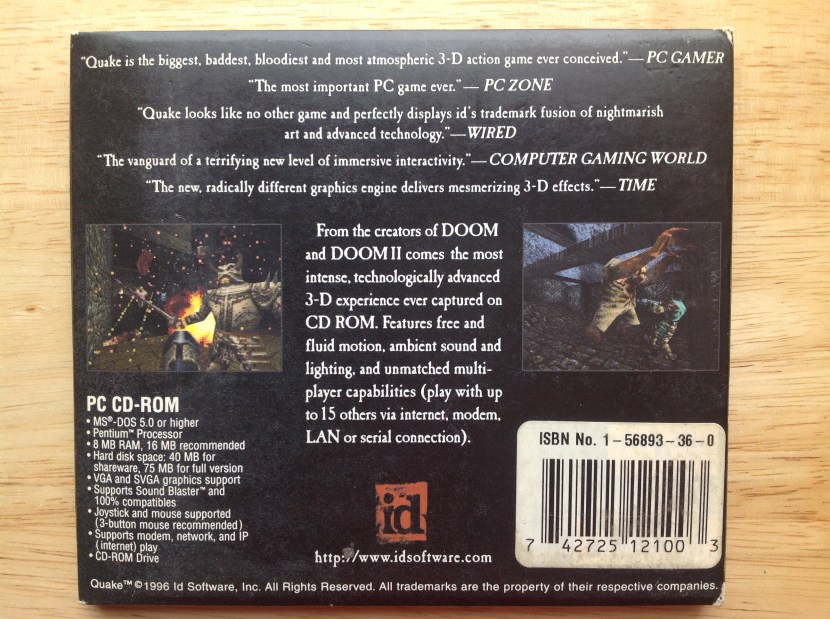 "Quake is the biggest, baddest, bloodiest and most atmospheric 3-D action game ever conceived."—PC GAMER
"The most important PC game ever."— PC ZONE
"Quake looks like no other game and perfectly displays id's trademark fusion of nightmarish
art and advanced technology."—WIRED
"The vanguard of a terrifying new level of immersive interactivity."—COMPUTER GAMING WORLD
"The new, radically different graphics engine delivers mesmerizing 3-D effects."— TIME
From the creators of DOOM
and DOOM II comes the most
intense, technologically advanced
3-D experience ever captured on
CD ROM. Features free and
fluid motion, ambient sound and
lighting, and unmatched multi-
player capabilities (play with up
to 15 others via internet, modem,
LAN or serial connection).
PC CD-ROM
• MS®-DOS 5.0 or higher
• Pentium™ Processor
• 8 MB RAM, 16 MB recommended
• Hard disk space: 40 MB for
shareware, 75 MB for full version
• VGA and SVGA graphics support
• Supports Sound Blaster™ and
100% compatibles
• Joystick and mouse supported
(3-button mouse recommended)
• Supports modem, network, and IP
(internet) play
• CD-ROM Drive
id
http://www.idsoftware.com
ISBN No. 1-56893-36-0
7 42725 12100 3
Quake™ ©1996 Id Software, Inc. All Rights Reserved. All trademarks are the property of their respective companies.